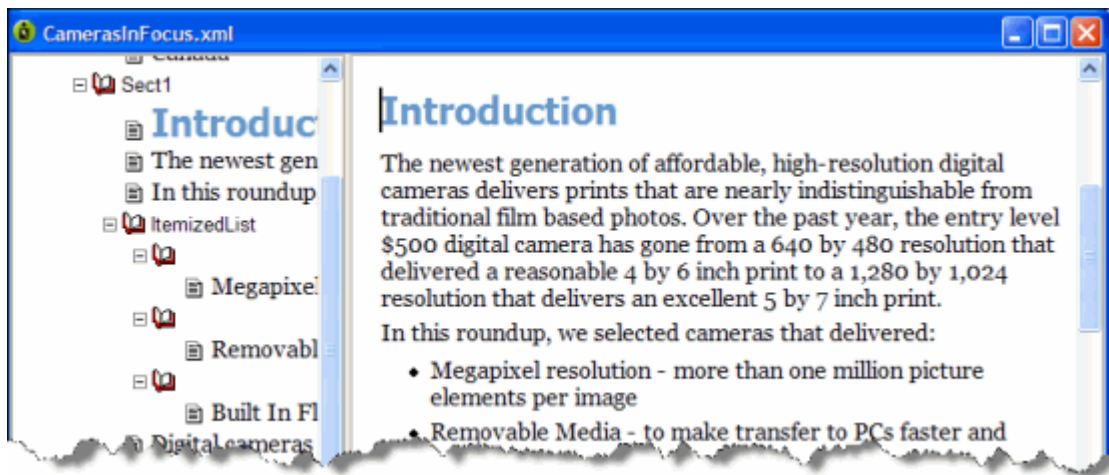 CamerasInFocus.xml
Canada
Sect1
Introduc
The newest gen
In this roundup
ItemizedList
Megapixel
Removabl
Built In Fl
Digital cameras
Introduction
The newest generation of affordable, high-resolution digital
cameras delivers prints that are nearly indistinguishable from
traditional film based photos. Over the past year, the entry level
$500 digital camera has gone from a 640 by 480 resolution that
delivered a reasonable 4 by 6 inch print to a 1,280 by 1,024
resolution that delivers an excellent 5 by 7 inch print.
In this roundup, we selected cameras that delivered:
• Megapixel resolution - more than one million picture
elements per image
• Removable Media - to make transfer to PCs faster and